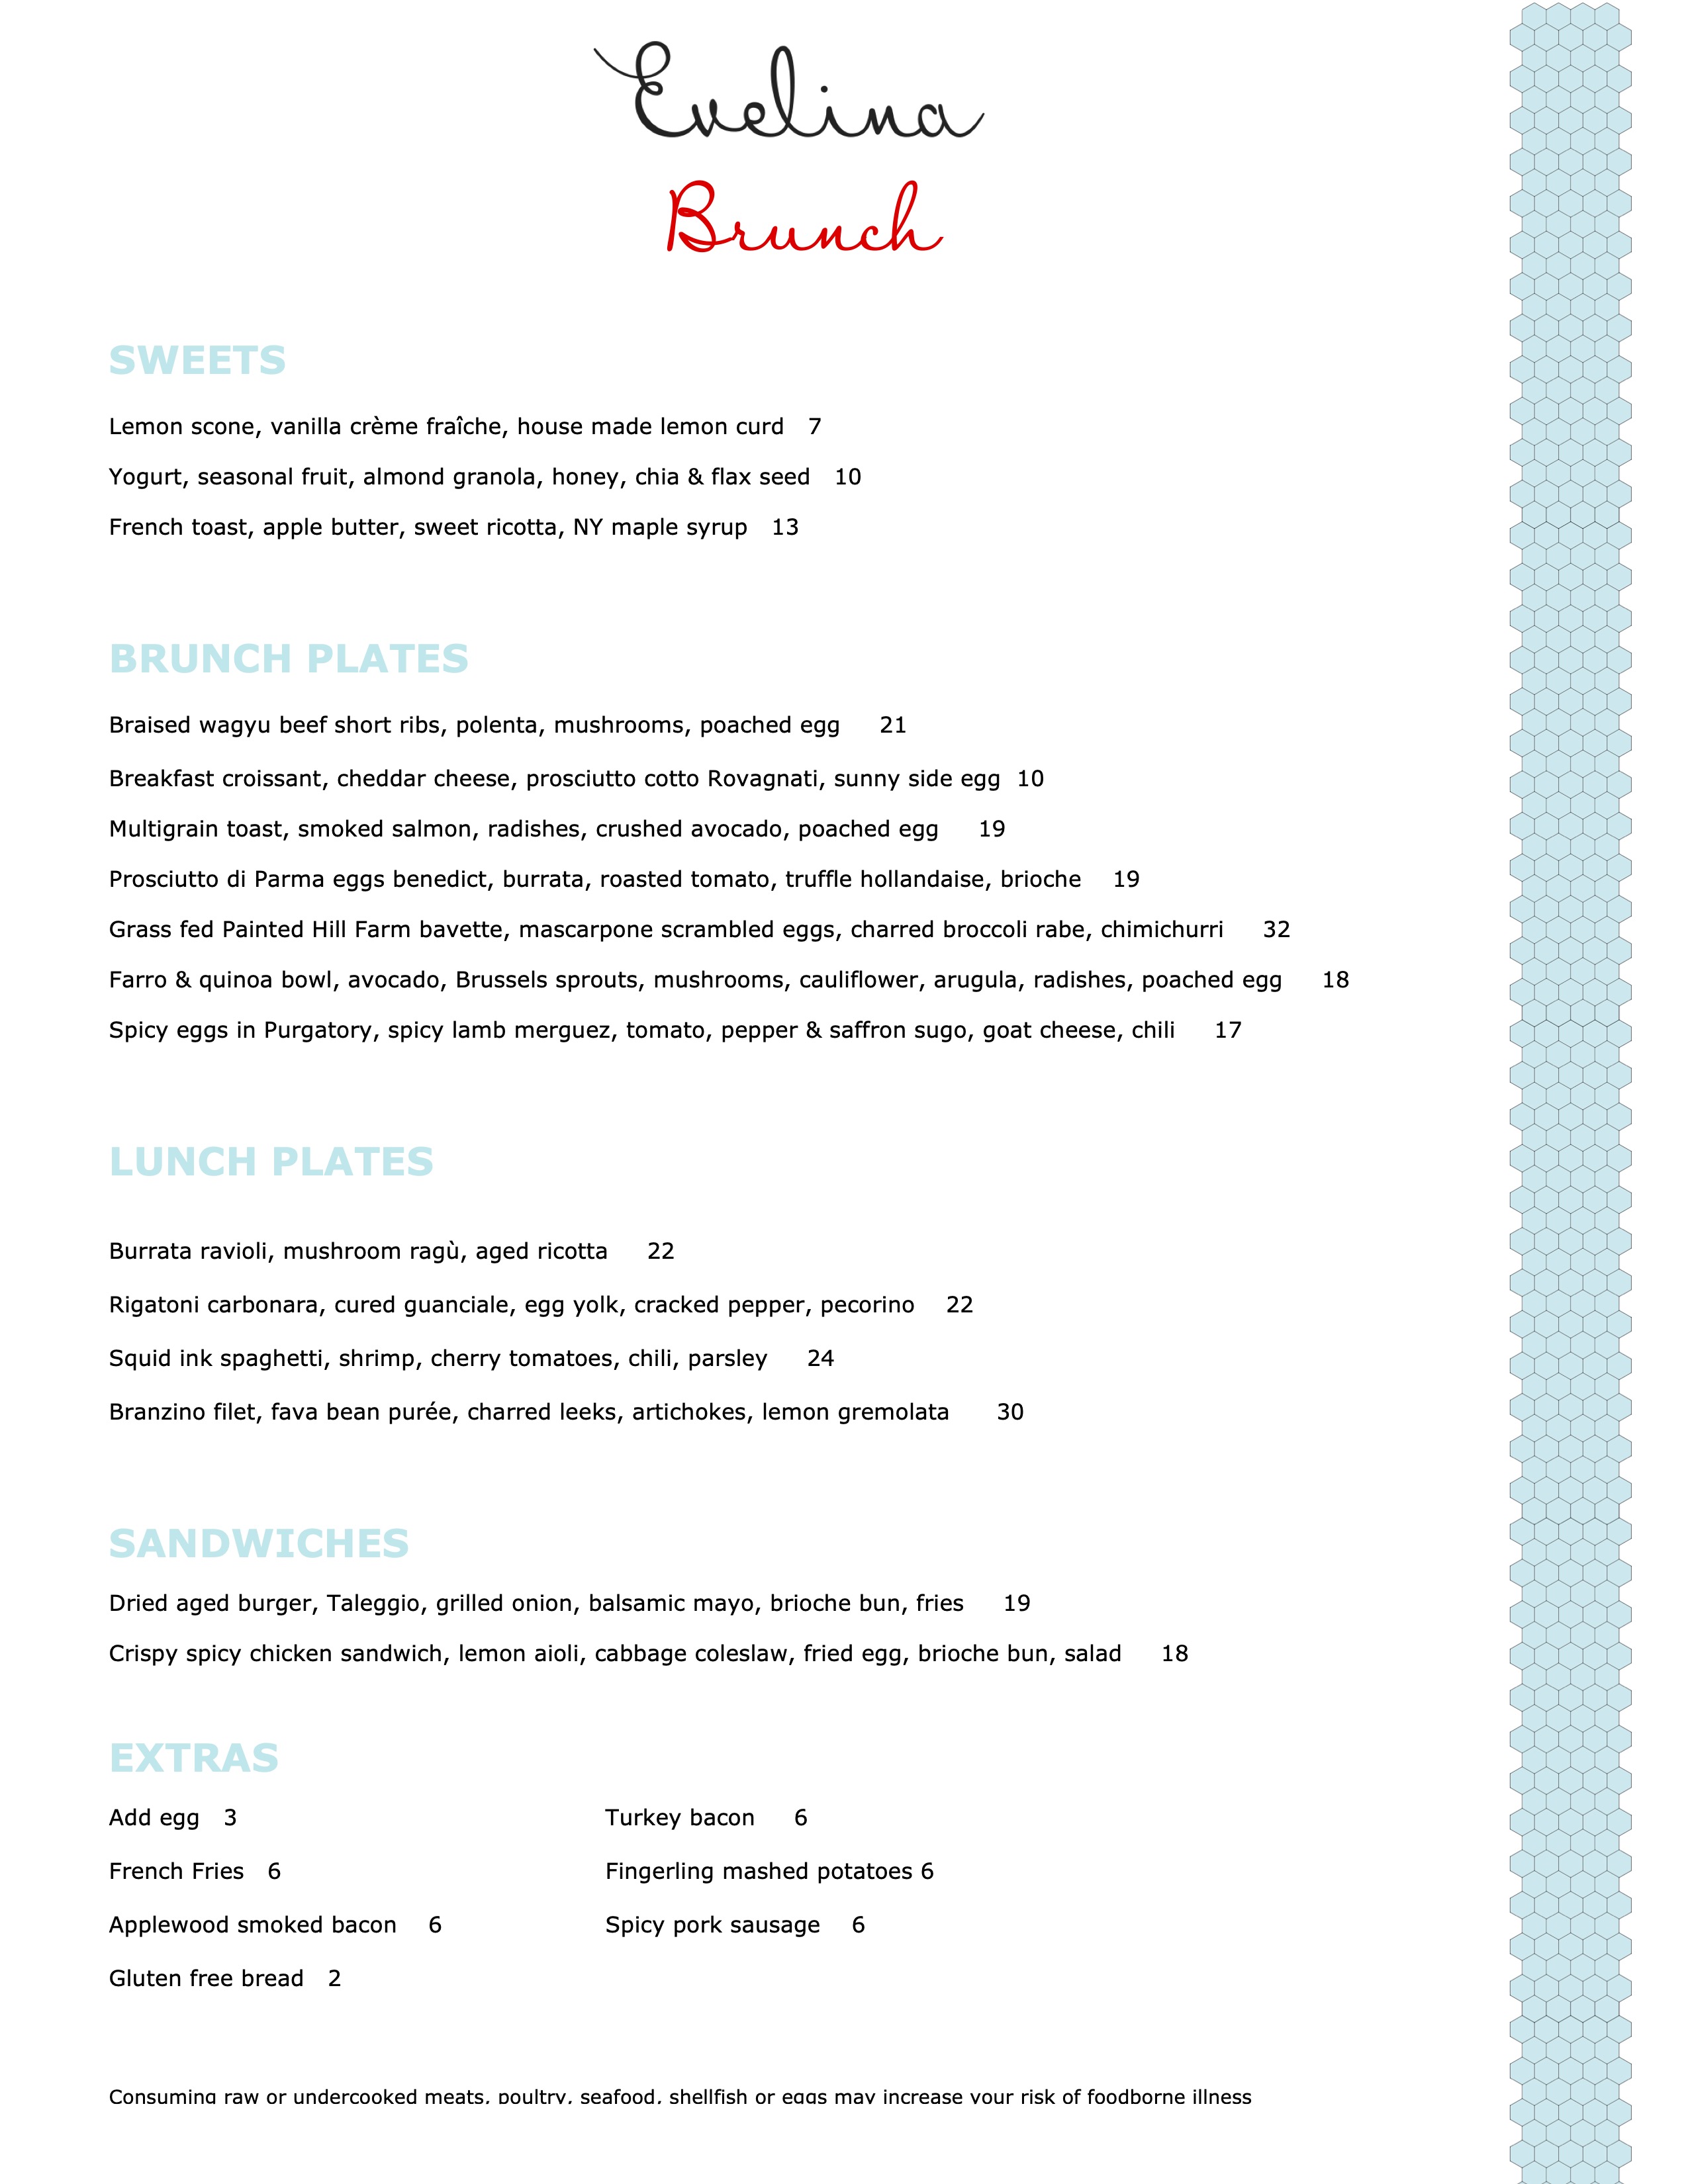 Evelina
Brunch
SWEETS
Lemon scone, vanilla crème fraîche, house made lemon curd 7
Yogurt, seasonal fruit, almond granola, honey, chia & flax seed 10
French toast, apple butter, sweet ricotta, NY maple syrup 13
BRUNCH PLATES
Braised wagyu beef short ribs, polenta, mushrooms, poached egg 21
Breakfast croissant, cheddar cheese, prosciutto cotto Rovagnati, sunny side egg 10
Multigrain toast, smoked salmon, radishes, crushed avocado, poached egg 19
Prosciutto di Parma eggs benedict, burrata, roasted tomato, truffle hollandaise, brioche 19
Grass fed Painted Hill Farm bavette, mascarpone scrambled eggs, charred broccoli rabe, chimichurri 32
Farro & quinoa bowl, avocado, Brussels sprouts, mushrooms, cauliflower, arugula, radishes, poached egg 18
Spicy eggs in Purgatory, spicy lamb merguez, tomato, pepper & saffron sugo, goat cheese, chili 17
LUNCH PLATES
Burrata ravioli, mushroom ragù, aged ricotta 22
Rigatoni carbonara, cured guanciale, egg yolk, cracked pepper, pecorino 22
Squid ink spaghetti, shrimp, cherry tomatoes, chili, parsley 24
Branzino filet, fava bean purée, charred leeks, artichokes, lemon gremolata 30
SANDWICHES
Dried aged burger, Taleggio, grilled onion, balsamic mayo, brioche bun, fries 19
Crispy spicy chicken sandwich, lemon aioli, cabbage coleslaw, fried egg, brioche bun, salad 18
EXTRAS
Add egg 3 Turkey bacon 6
French Fries 6 Fingerling mashed potatoes 6
Applewood smoked bacon 6 Spicy pork sausage 6
Gluten free bread 2
Consuming raw or undercooked meats, poultry, seafood, shellfish or eggs may increase your risk of foodborne illness